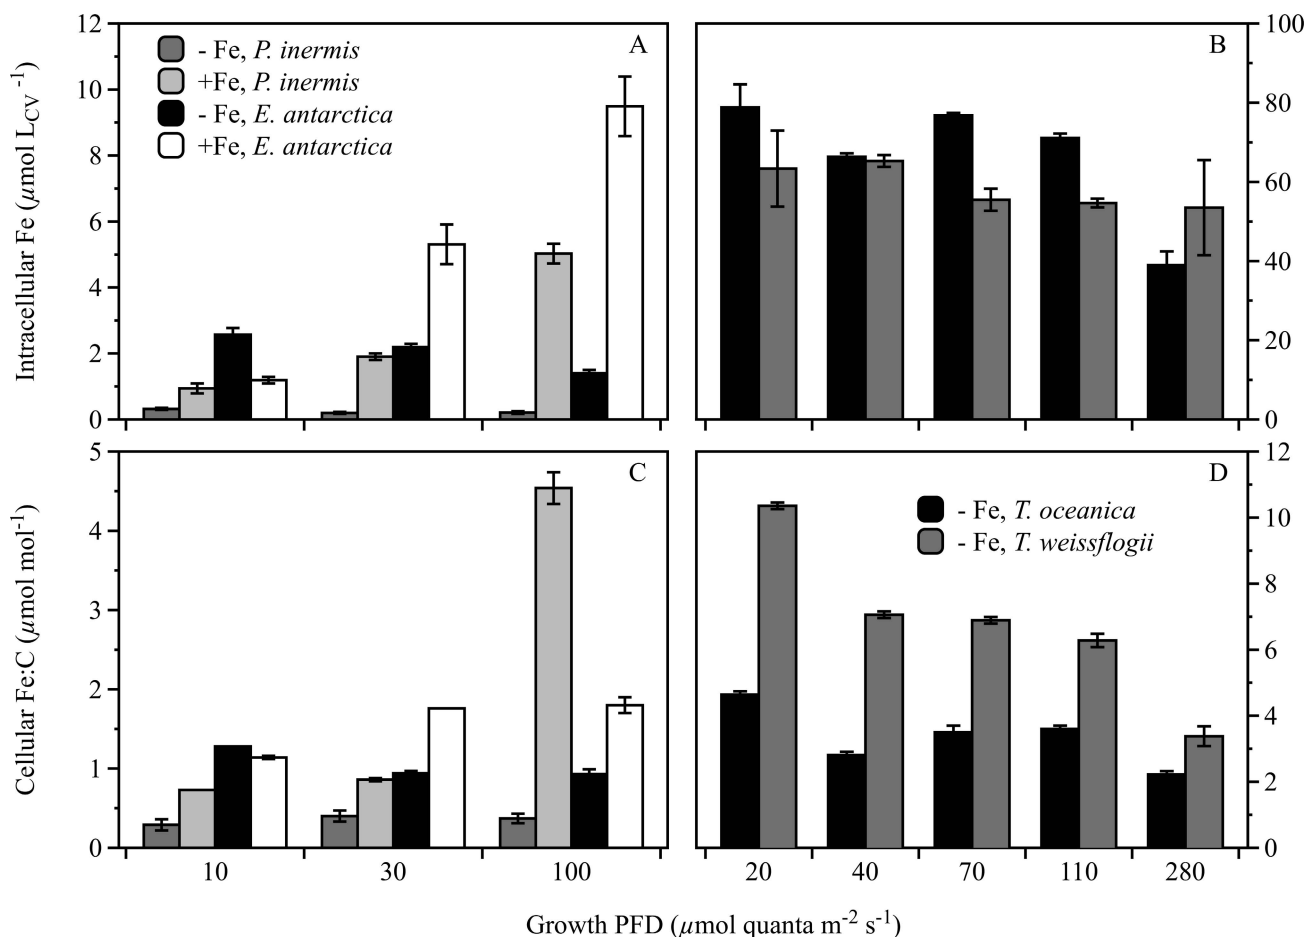 Intracellular Fe (µmol L_CV ⁻¹)
12
10
8
6
4
2
0
A
- Fe, P. inermis
+Fe, P. inermis
- Fe, E. antarctica
+Fe, E. antarctica
B
100
80
60
40
20
0
Cellular Fe:C (µmol mol⁻¹)
5
4
3
2
1
0
C
10
30
100
D
- Fe, T. oceanica
- Fe, T. weissflogii
12
10
8
6
4
2
0
20
40
70
110
280
Growth PFD (µmol quanta m⁻² s⁻¹)